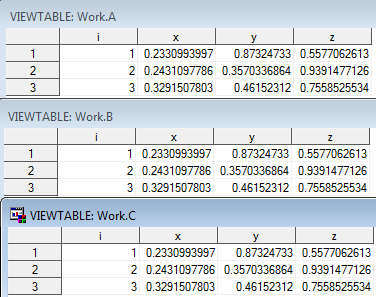 VIEWTABLE: Work.A
i x y z
1 1 0.2330993997 0.87324733 0.5577062613
2 2 0.2431097786 0.3570336864 0.9391477126
3 3 0.3291507803 0.46152312 0.7558525534
VIEWTABLE: Work.B
i x y z
1 1 0.2330993997 0.87324733 0.5577062613
2 2 0.2431097786 0.3570336864 0.9391477126
3 3 0.3291507803 0.46152312 0.7558525534
VIEWTABLE: Work.C
i x y z
1 1 0.2330993997 0.87324733 0.5577062613
2 2 0.2431097786 0.3570336864 0.9391477126
3 3 0.3291507803 0.46152312 0.7558525534